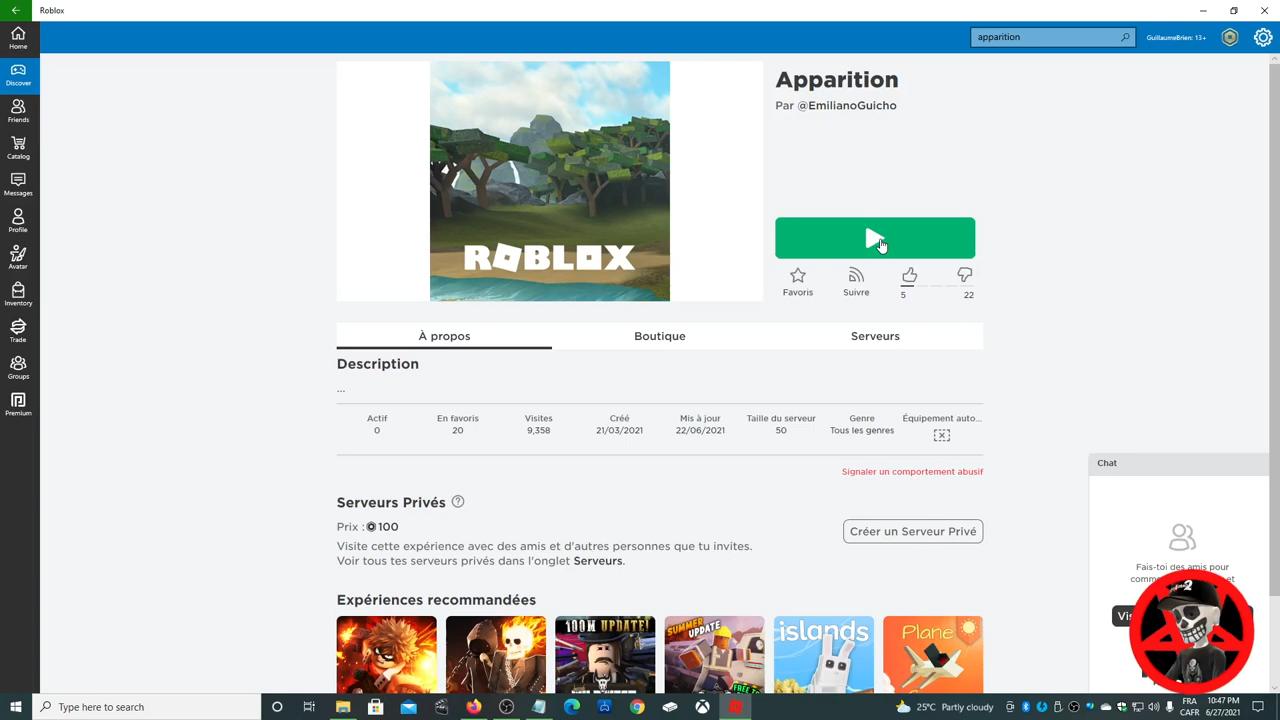 Roblox
Home
Discover
Friends
Catalog
Messages
Profile
Avatar
Inventory
Trade
Groups
Premium
apparition
GuillaumeBrien: 13+
ROBLOX
Apparition
Par @EmilianoGuicho
Favoris
Suivre
5
22
À propos
Boutique
Serveurs
Description
...
Actif
En favoris
Visites
Créé
Mis à jour
Taille du serveur
Genre
Équipement auto...
0
20
9,358
21/03/2021
22/06/2021
50
Tous les genres
Signaler un comportement abusif
Serveurs Privés
Prix : 100
Créer un Serveur Privé
Visite cette expérience avec des amis et d'autres personnes que tu invites.
Voir tous tes serveurs privés dans l'onglet Serveurs.
Expériences recommandées
100M UPDATE!
SUMMER
UPDATE
FREE
islands
Plane
Chat
Fais-toi des amis pour
Type here to search
25°C Partly cloudy
FRA
CAFR
10:47 PM
6/27/2021
2